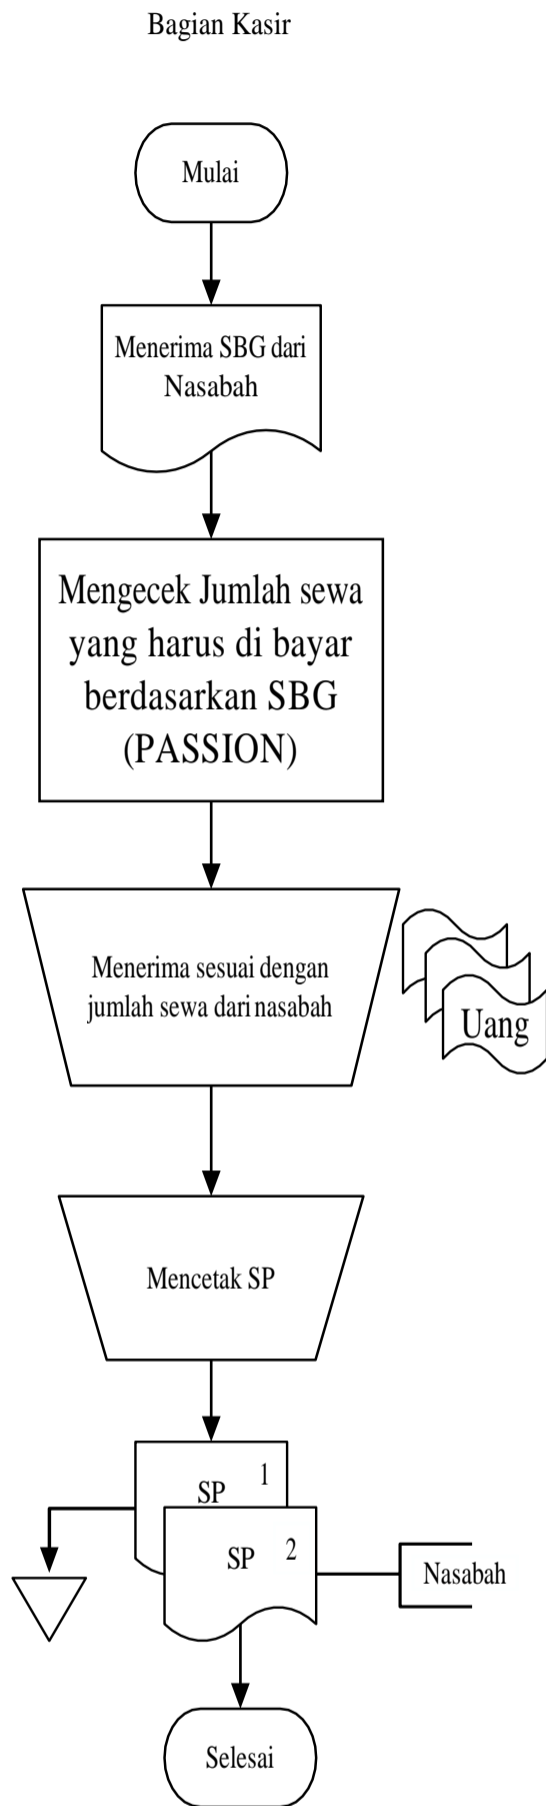 Bagian Kasir
Mulai
Menerima SBG dari
Nasabah
Mengecek Jumlah sewa
yang harus di bayar
berdasarkan SBG
(PASSION)
Menerima sesuai dengan
jumlah sewa dari nasabah
Uang
Mencetak SP
1
SP
2
SP
Nasabah
Selesai